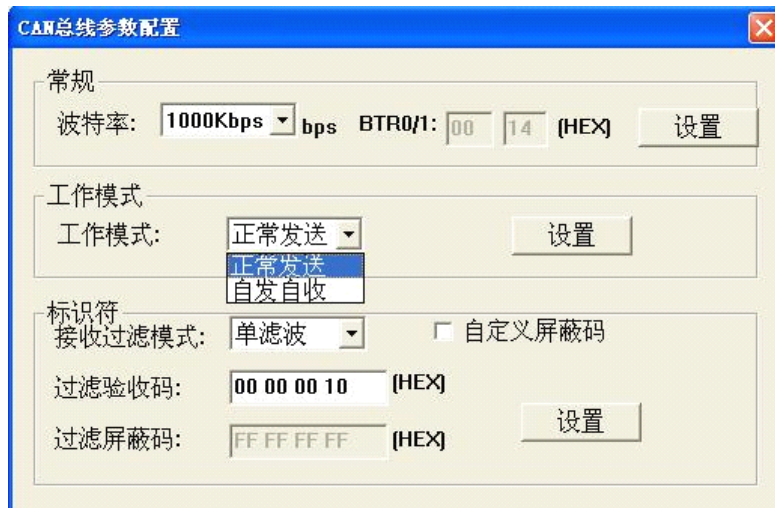 CAN总线参数配置
常规
波特率: 1000Kbps bps BTR0/1: 00 14 (HEX) 设置
工作模式
工作模式: 正常发送 设置
正常发送
自发自收
标识符
接收过滤模式: 单滤波 自定义屏蔽码
过滤验收码: 00 00 00 10 (HEX)
设置
过滤屏蔽码: FF FF FF FF (HEX)